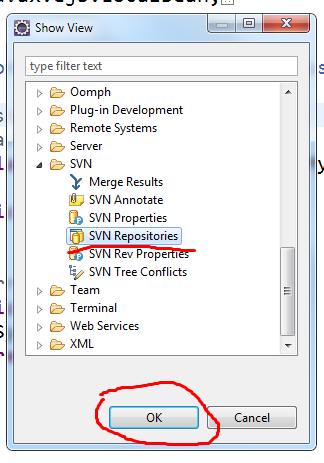 Show View
type filter text
Oomph
Plug-in Development
Remote Systems
Server
SVN
Merge Results
SVN Annotate
SVN Properties
SVN Repositories
SVN Rev Properties
SVN Tree Conflicts
Team
Terminal
Web Services
XML
OK
Cancel